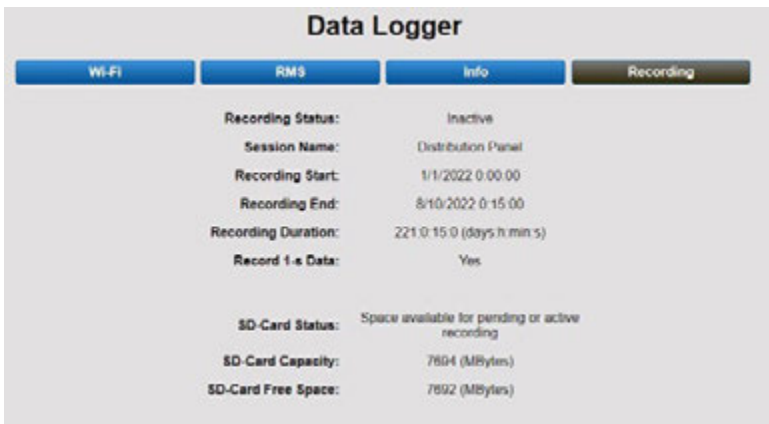 Data Logger
Wi-Fi RMS Info Recording
Recording Status: Inactive
Session Name: Distribution Panel
Recording Start: 1/1/2022 0:00:00
Recording End: 8/10/2022 0:15:00
Recording Duration: 221:0:15:0 (days:h:min:s)
Record 1-s Data: Yes
SD-Card Status: Space available for pending or active
recording
SD-Card Capacity: 7694 (MBytes)
SD-Card Free Space: 7692 (MBytes)